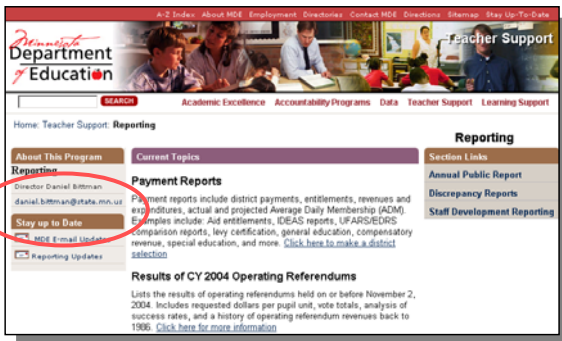 A-Z Index About MDE Employment Directories Contact MDE Directions Sitemap Stay Up-To-Date
Minnesota
Department
of Education
Teacher Support
SEARCH
Academic Excellence Accountability Programs Data Teacher Support Learning Support
Home: Teacher Support: Reporting
Reporting
About This Program
Reporting
Director Daniel Bittman
daniel.bittman@state.mn.us
Stay up to Date
MDE E-mail Updates
Reporting Updates
Current Topics
Payment Reports
Payment reports include district payments, entitlements, revenues and
expenditures, actual and projected Average Daily Membership (ADM).
Examples include: Aid entitlements, IDEAS reports, UFARS/EDRS
comparison reports, levy certification, general education, compensatory
revenue, special education, and more. Click here to make a district
selection
Results of CY 2004 Operating Referendums
Lists the results of operating referendums held on or before November 2,
2004. Includes requested dollars per pupil unit, vote totals, analysis of
success rates, and a history of operating referendum revenues back to
1986. Click here for more information
Section Links
Annual Public Report
Discrepancy Reports
Staff Development Reporting